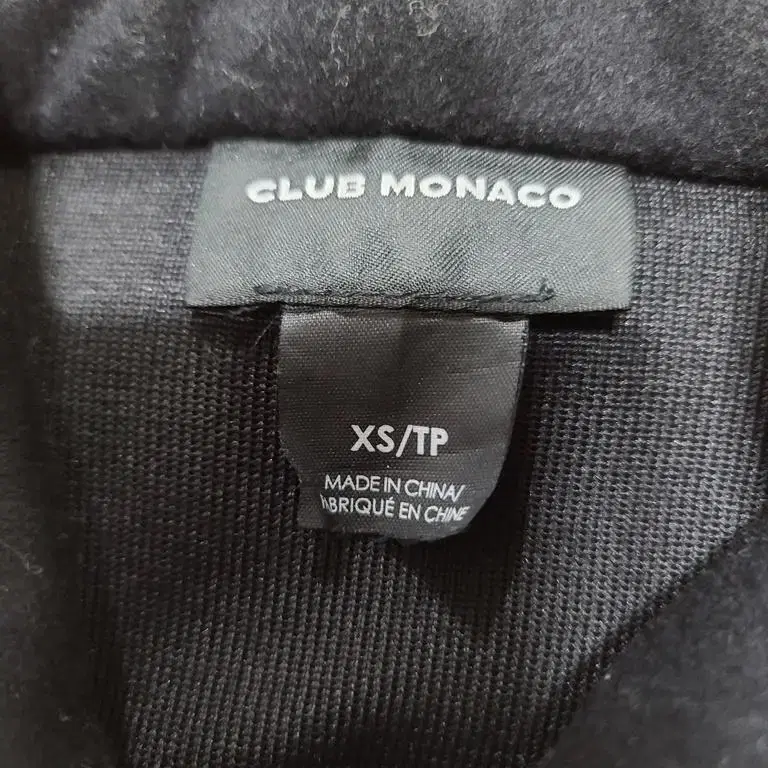 CLUB MONACO
XS/TP
MADE IN CHINA/
FABRIQUÉ EN CHINE